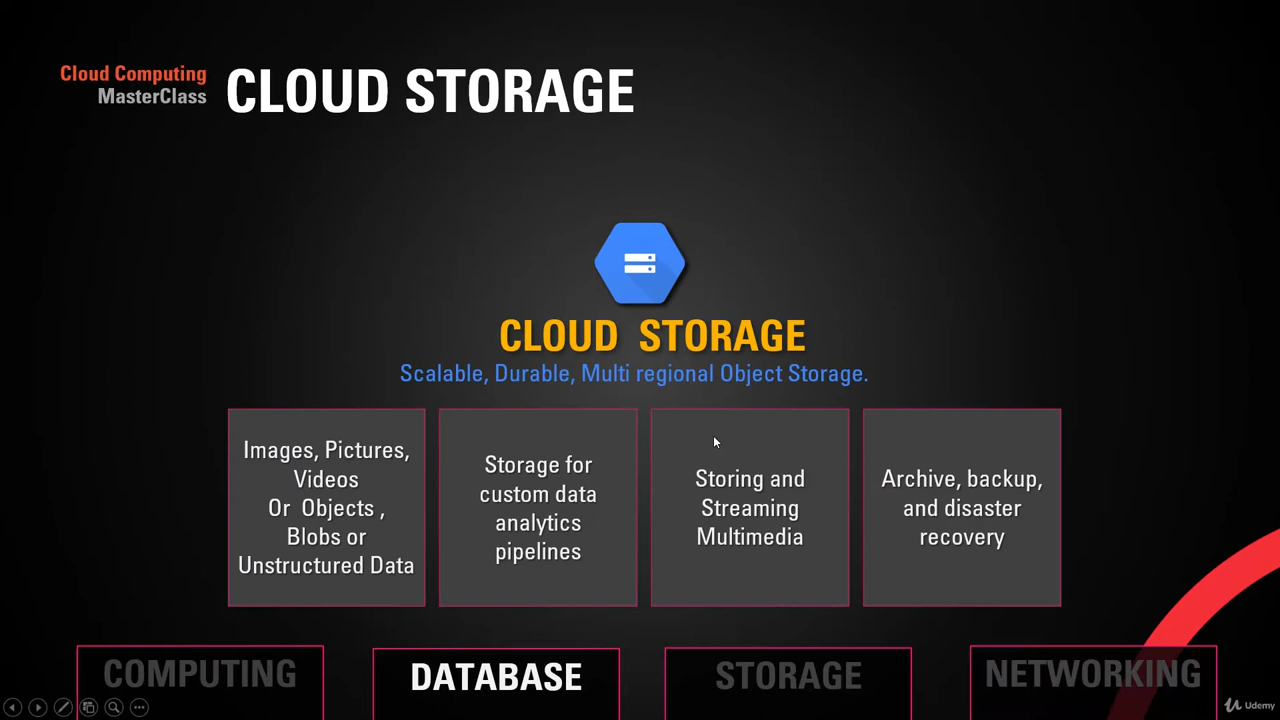 Cloud Computing
MasterClass
CLOUD STORAGE
CLOUD STORAGE
Scalable, Durable, Multi regional Object Storage.
Images, Pictures,
Videos
Or Objects ,
Blobs or
Unstructured Data
Storage for
custom data
analytics
pipelines
Storing and
Streaming
Multimedia
Archive, backup,
and disaster
recovery
COMPUTING
DATABASE
STORAGE
NETWORKING
Udemy